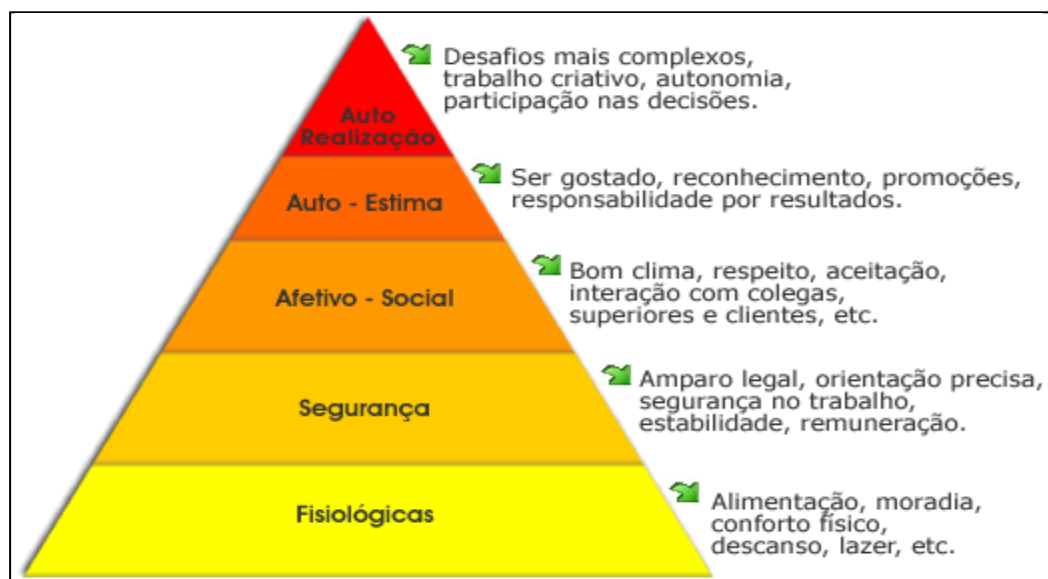 Desafios mais complexos,
trabalho criativo, autonomia,
participação nas decisões.
Auto
Realização
Ser gostado, reconhecimento, promoções,
responsabilidade por resultados.
Auto - Estima
Bom clima, respeito, aceitação,
interação com colegas,
superiores e clientes, etc.
Afetivo - Social
Amparo legal, orientação precisa,
segurança no trabalho,
estabilidade, remuneração.
Segurança
Alimentação, moradia,
conforto físico,
descanso, lazer, etc.
Fisiológicas